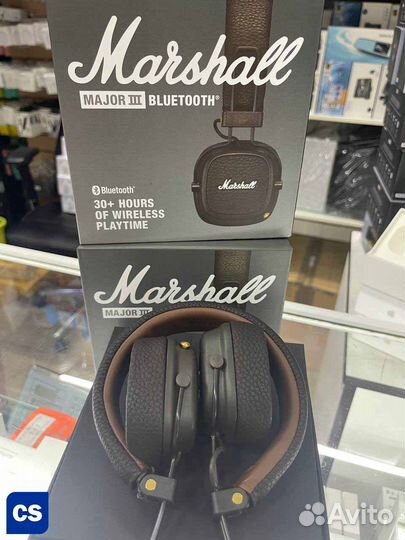 Marshall
MAJOR III BLUETOOTH®
Bluetooth®
30+ HOURS
OF WIRELESS
PLAYTIME
Marshall
Marshall
MAJOR III
CS
Avito